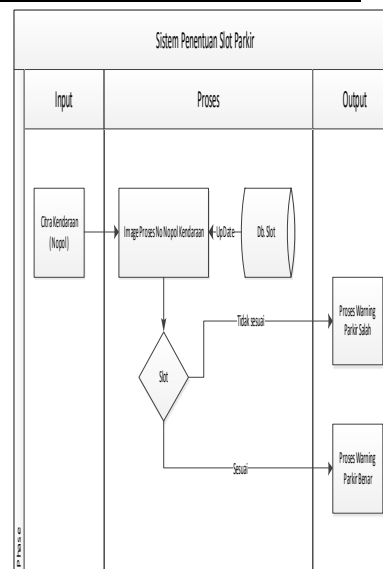 Sistem Penentuan Slot Parkir
Input
Proses
Output
Citra Kendaraan
(Nopol)
Image Proses No Nopol Kendaraan
UpDate
Db. Slot
Slot
Tidak sesuai
Proses Warning
Parkir Salah
Sesuai
Proses Warning
Parkir Benar
Phase